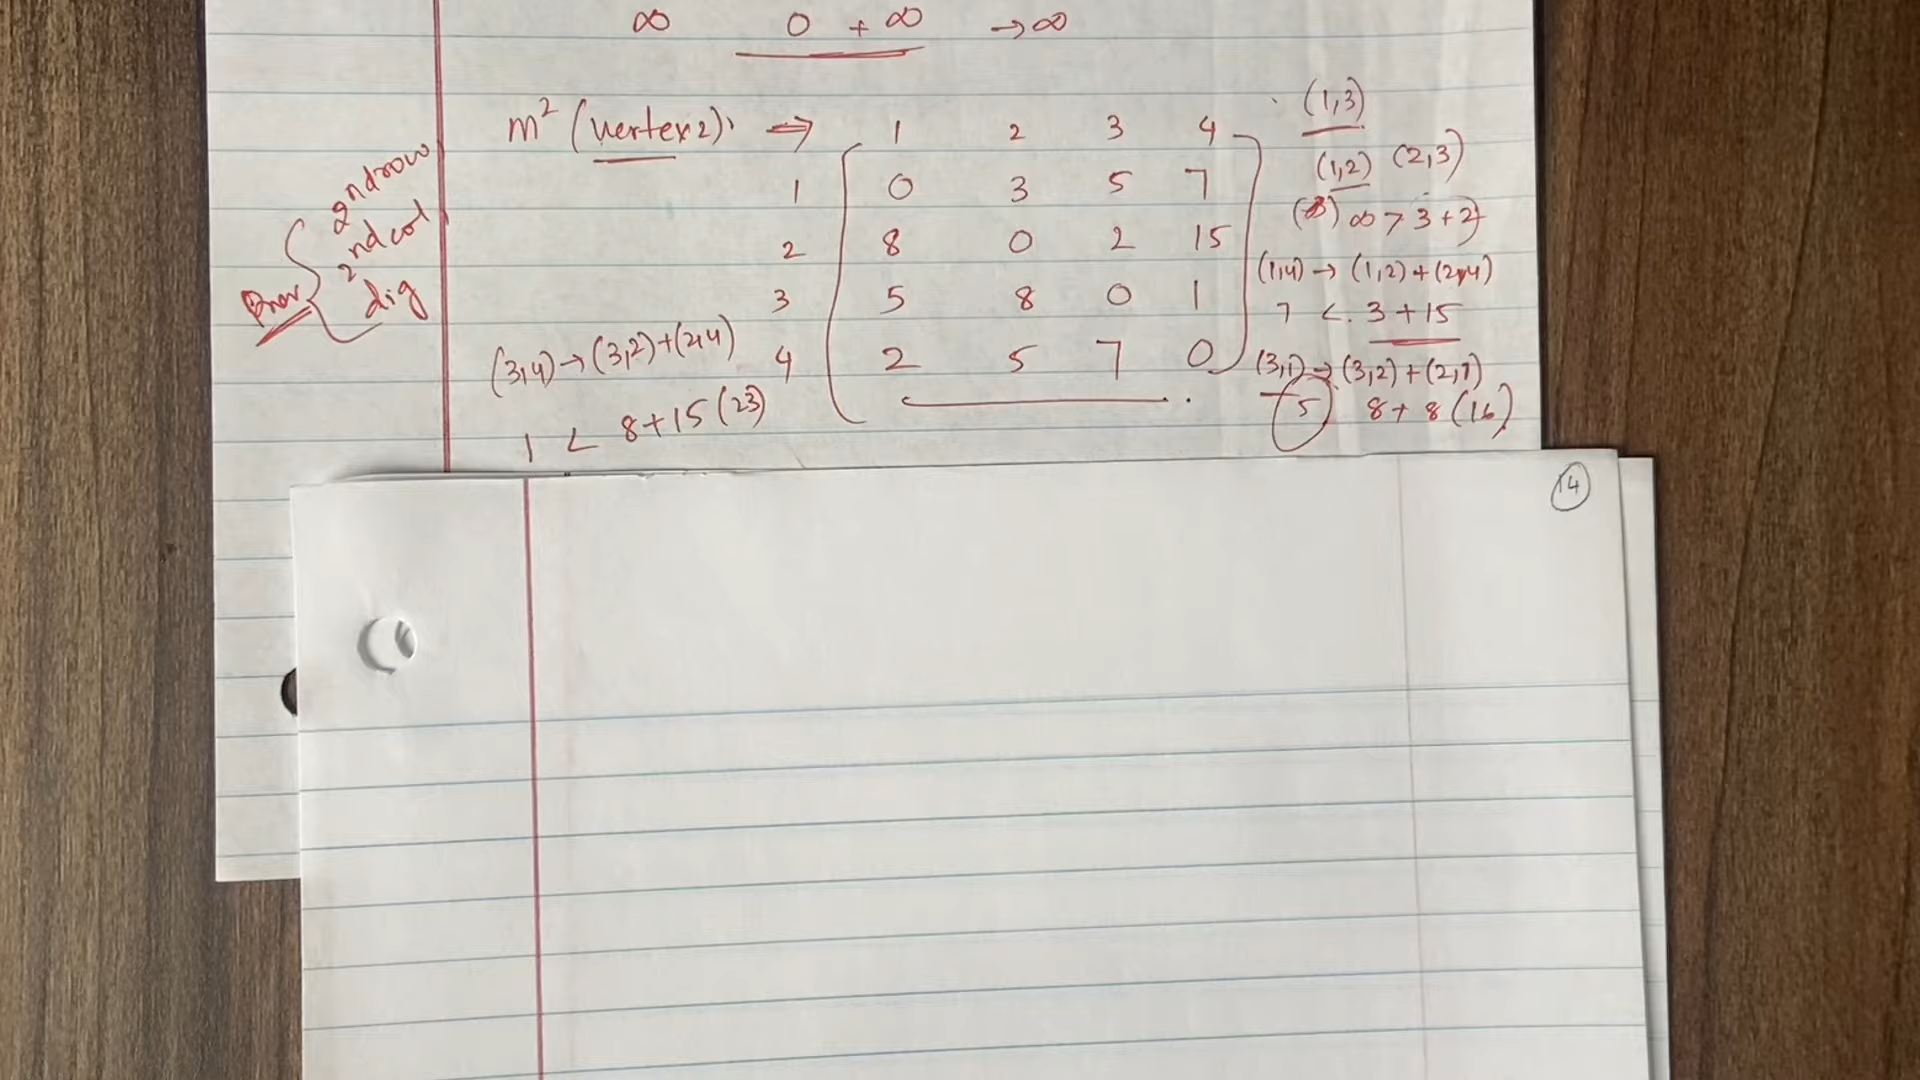 ∞ 0 + ∞ → ∞
m² (vertex 2) ⇒ 1 2 3 4
1 0 3 5 7
2 8 0 2 15
3 5 8 0 1
4 2 5 7 0
2nd row
2nd col
dig
(3,4) → (3,2) + (2,4)
1 < 8 + 15 (23)
(1,3)
(1,2) (2,3)
∞ > 3 + 2
(1,4) → (1,2) + (2,4)
7 < 3 + 15
(3,1) → (3,2) + (2,1)
5 8 + 8 (16)
14